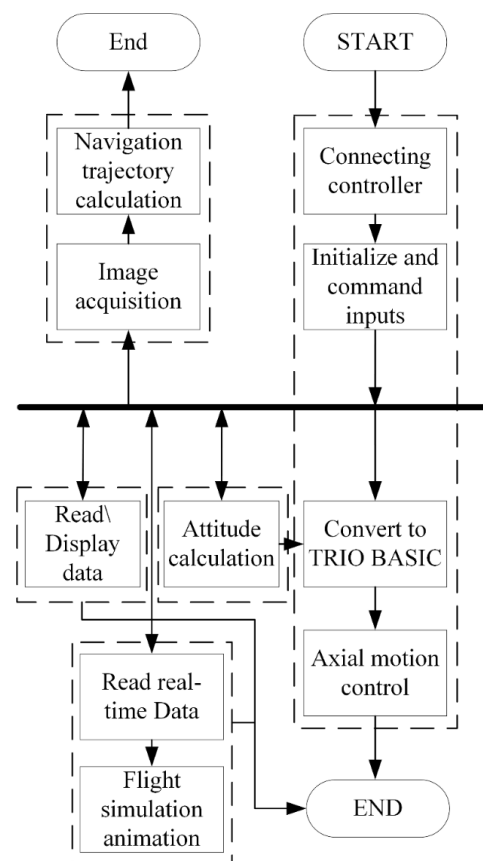 End
START
Navigation
trajectory
calculation
Connecting
controller
Image
acquisition
Initialize and
command
inputs
Read\
Display
data
Attitude
calculation
Convert to
TRIO BASIC
Read real-
time Data
Axial motion
control
Flight
simulation
animation
END